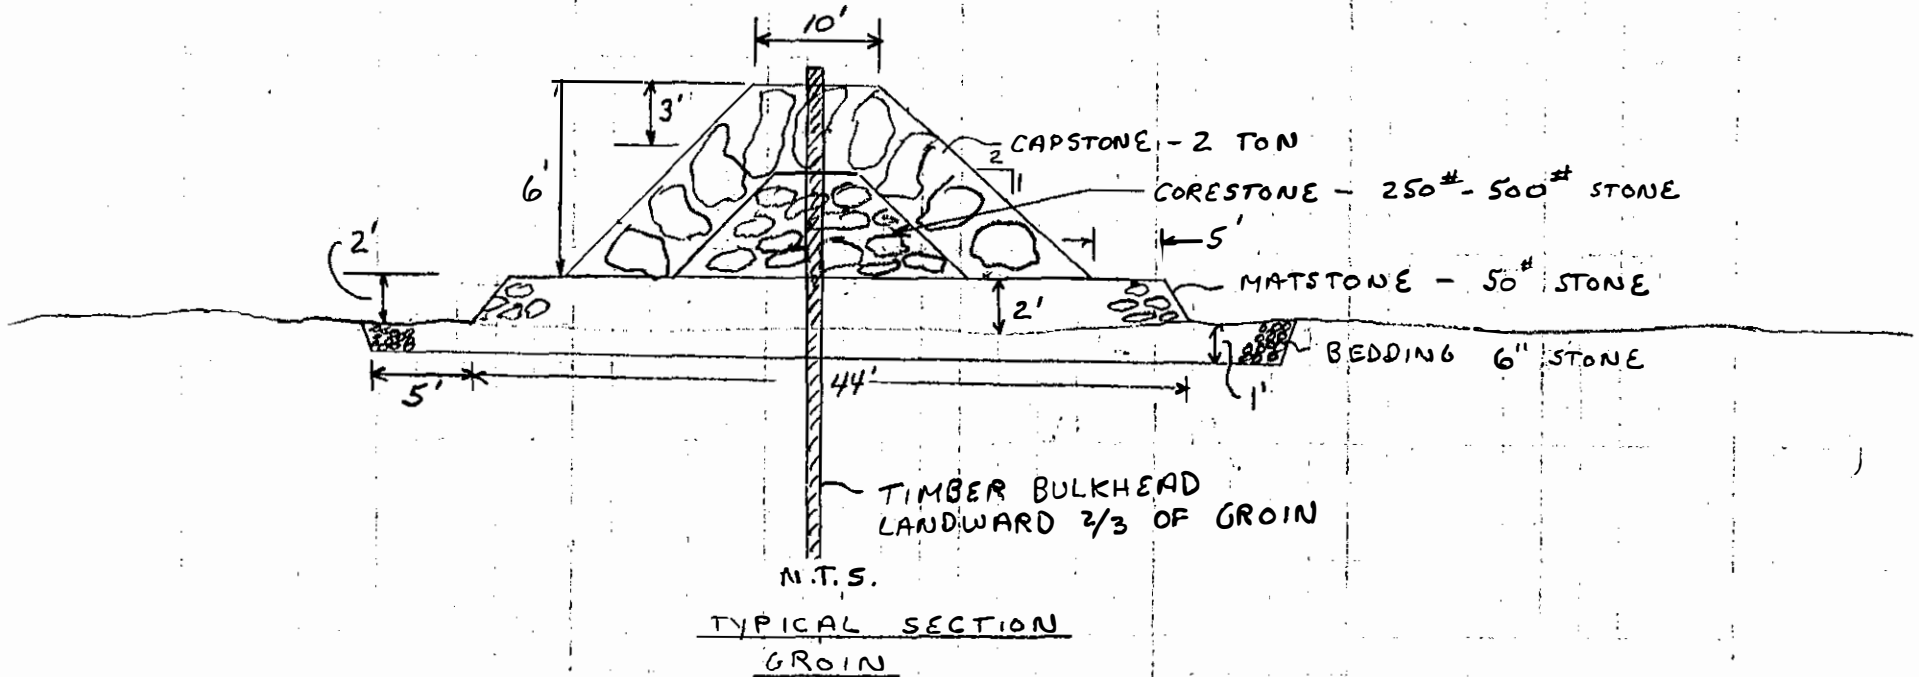 10'
3'
6'
CAPSTONE - 2 TON
2
1
CORESTONE - 250# - 500# STONE
2'
5'
MATSTONE - 50# STONE
2'
BEDDING 6" STONE
5'
44'
1'
TIMBER BULKHEAD
LANDWARD 2/3 OF GROIN
N.T.S.
TYPICAL SECTION
GROIN